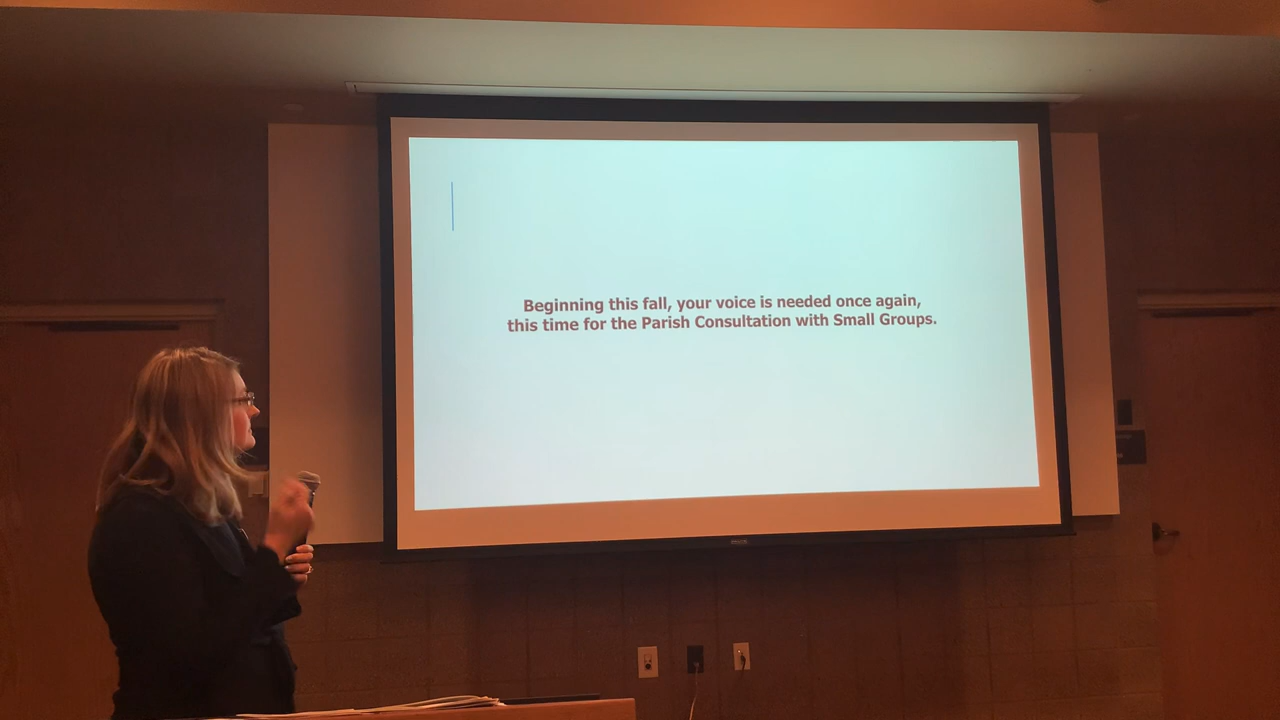 Beginning this fall, your voice is needed once again,
this time for the Parish Consultation with Small Groups.